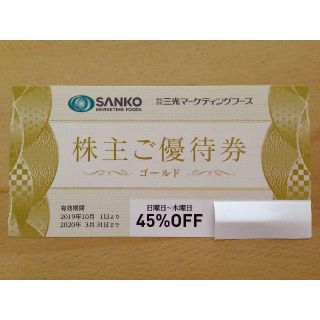 SANKO
MARKETING FOODS
株式会社 三光マーケティングフーズ
株主ご優待券
ゴールド
有効期間
2019年10月 1日より
2020年 3月31日まで
日曜日~木曜日
45%OFF